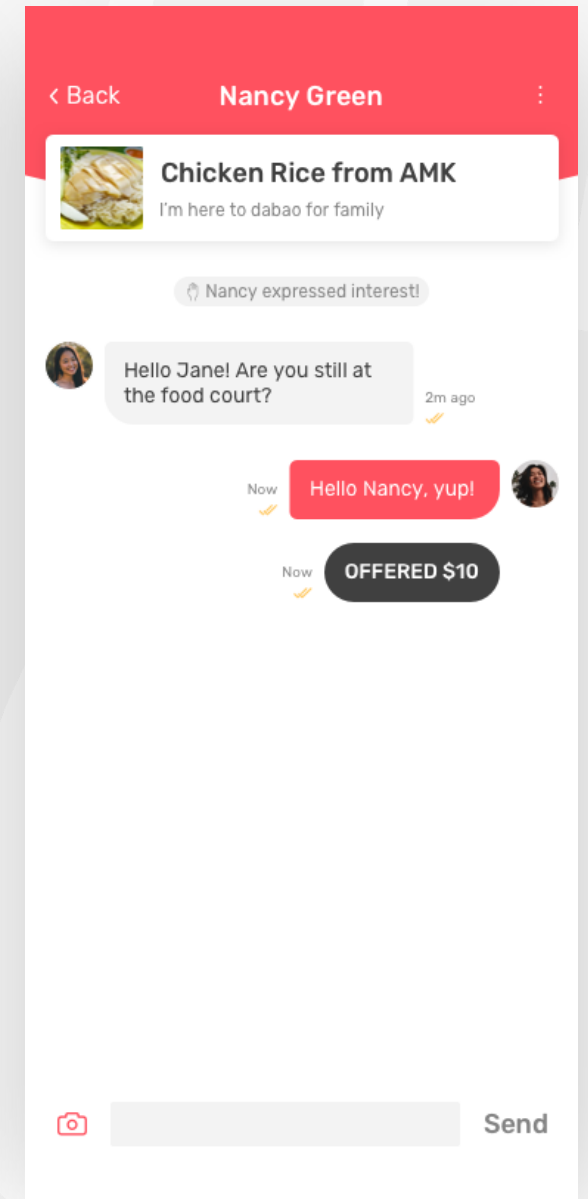 Back
Nancy Green
Chicken Rice from AMK
I'm here to dabao for family
Nancy expressed interest!
Hello Jane! Are you still at
the food court?
2m ago
Now
Hello Nancy, yup!
Now
OFFERED $10
Send